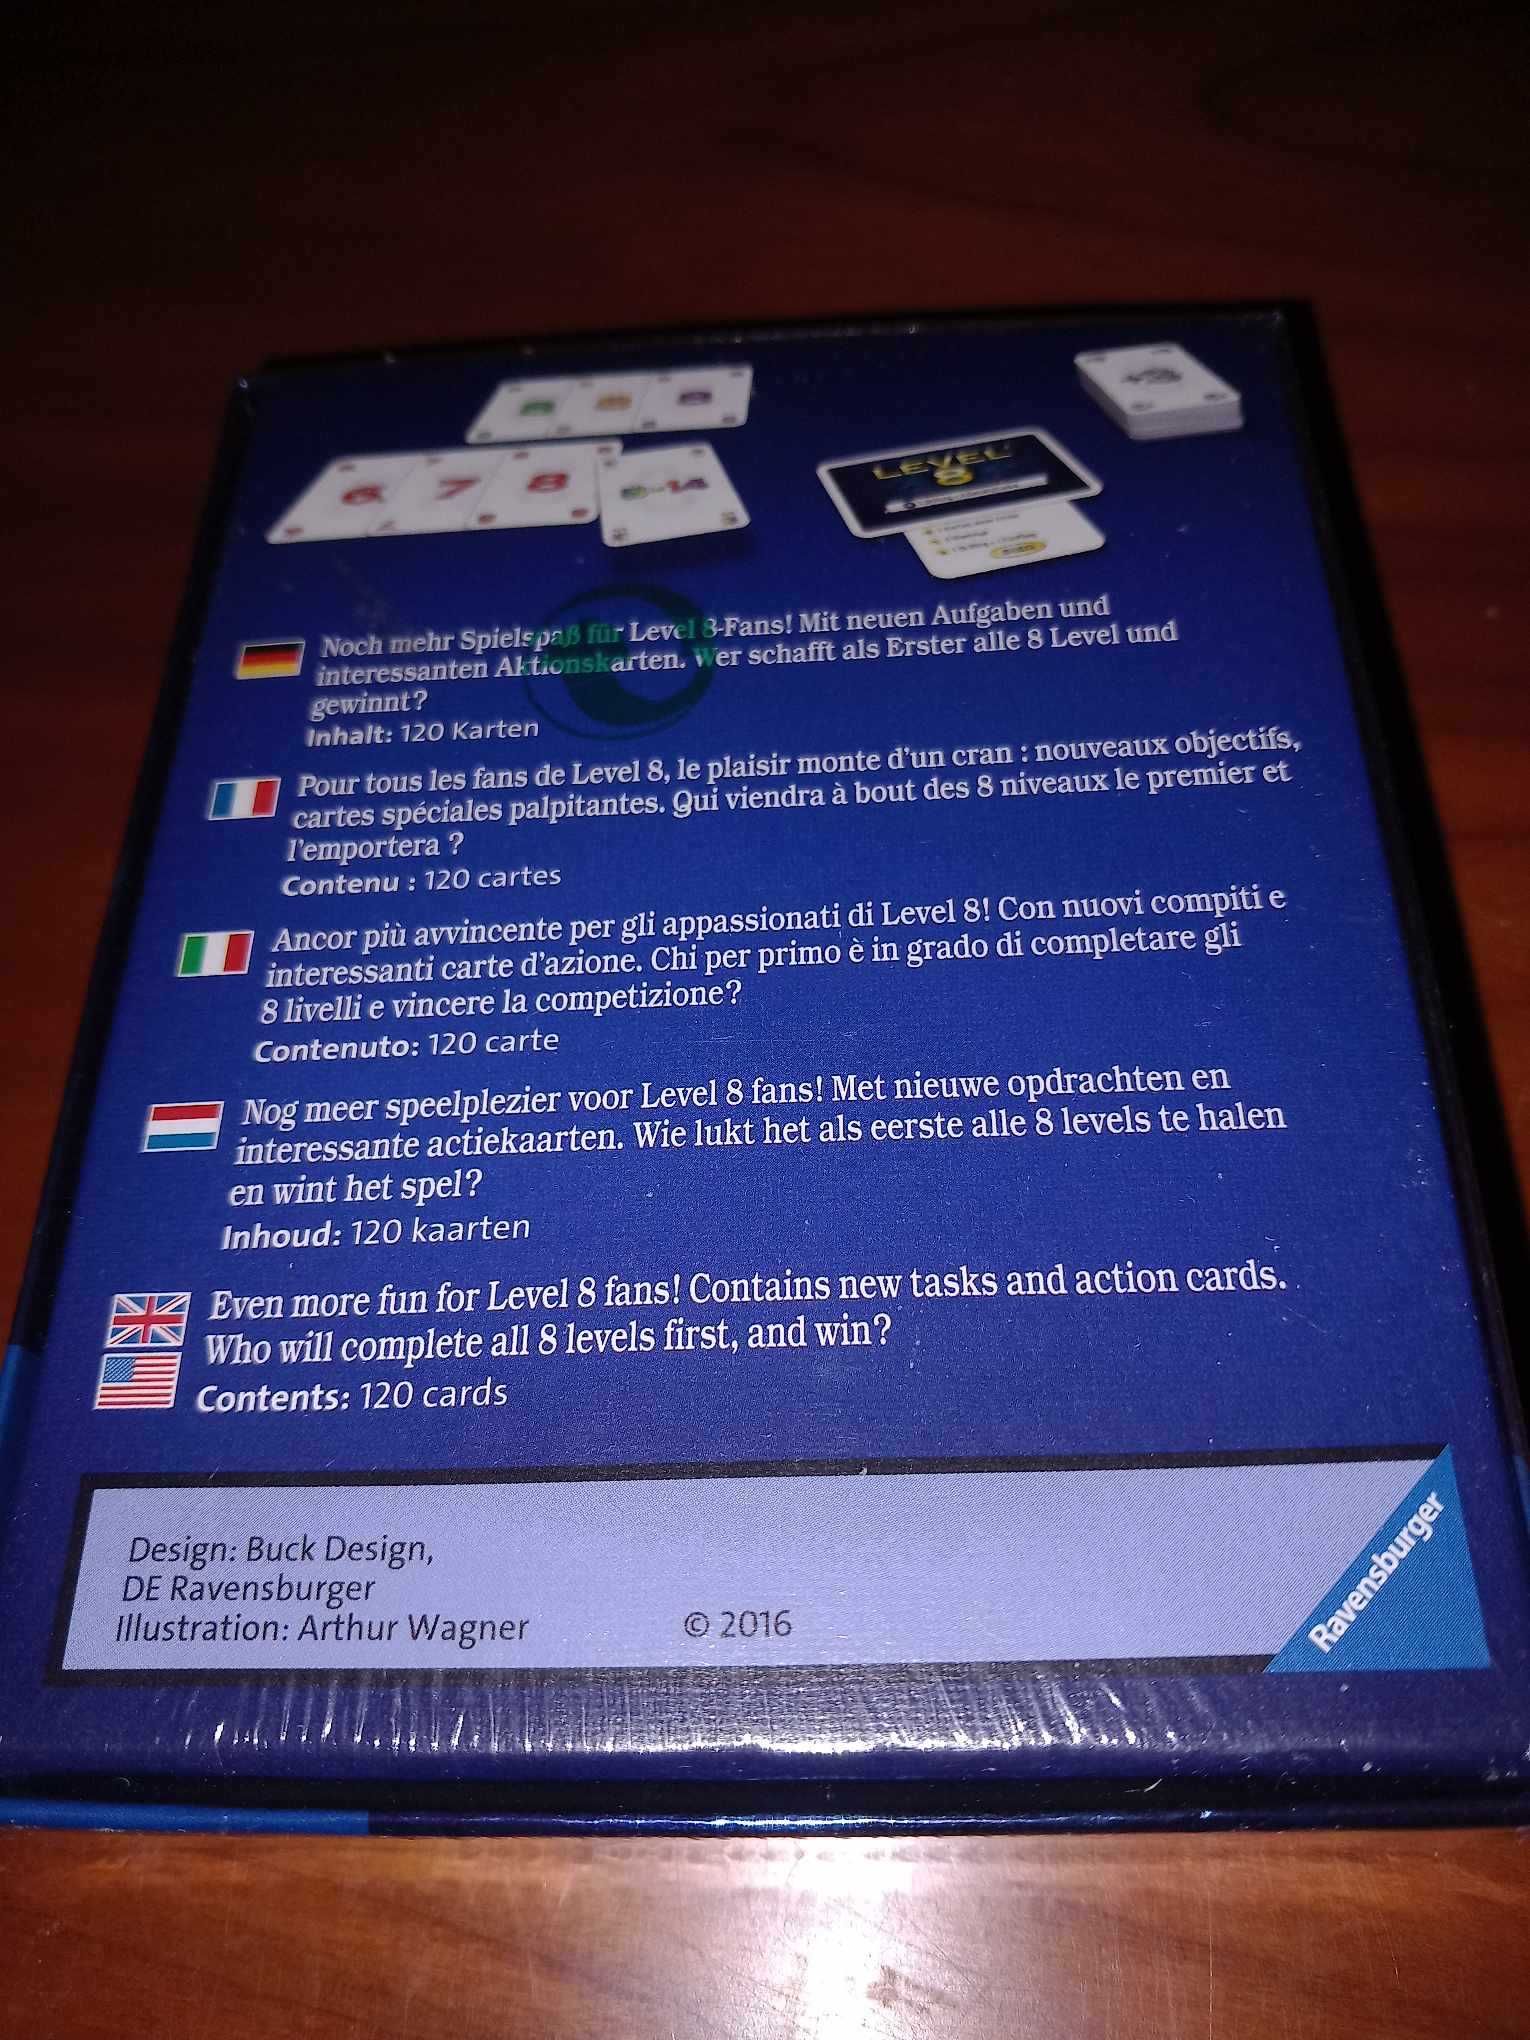 6 7 8
5-14
LEVEL
8
Noch mehr Spielspaß für Level 8-Fans! Mit neuen Aufgaben und
interessanten Aktionskarten. Wer schafft als Erster alle 8 Level und
gewinnt?
Inhalt: 120 Karten
Pour tous les fans de Level 8, le plaisir monte d'un cran : nouveaux objectifs,
cartes spéciales palpitantes. Qui viendra à bout des 8 niveaux le premier et
l'emportera ?
Contenu : 120 cartes
Ancor più avvincente per gli appassionati di Level 8! Con nuovi compiti e
interessanti carte d'azione. Chi per primo è in grado di completare gli
8 livelli e vincere la competizione?
Contenuto: 120 carte
Nog meer speelplezier voor Level 8 fans! Met nieuwe opdrachten en
interessante actiekaarten. Wie lukt het als eerste alle 8 levels te halen
en wint het spel?
Inhoud: 120 kaarten
Even more fun for Level 8 fans! Contains new tasks and action cards.
Who will complete all 8 levels first, and win?
Contents: 120 cards
Design: Buck Design,
DE Ravensburger
Illustration: Arthur Wagner
© 2016
Ravensburger